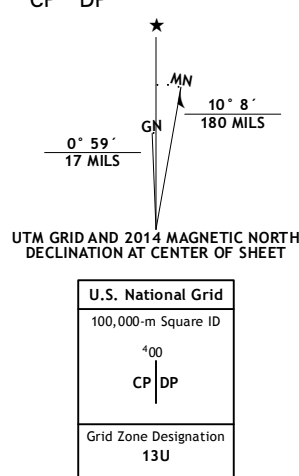 CP DP
★
MN
GN
10° 8´
180 MILS
0° 59´
17 MILS
UTM GRID AND 2014 MAGNETIC NORTH
DECLINATION AT CENTER OF SHEET
U.S. National Grid
100,000-m Square ID
⁴00
CP DP
Grid Zone Designation
13U